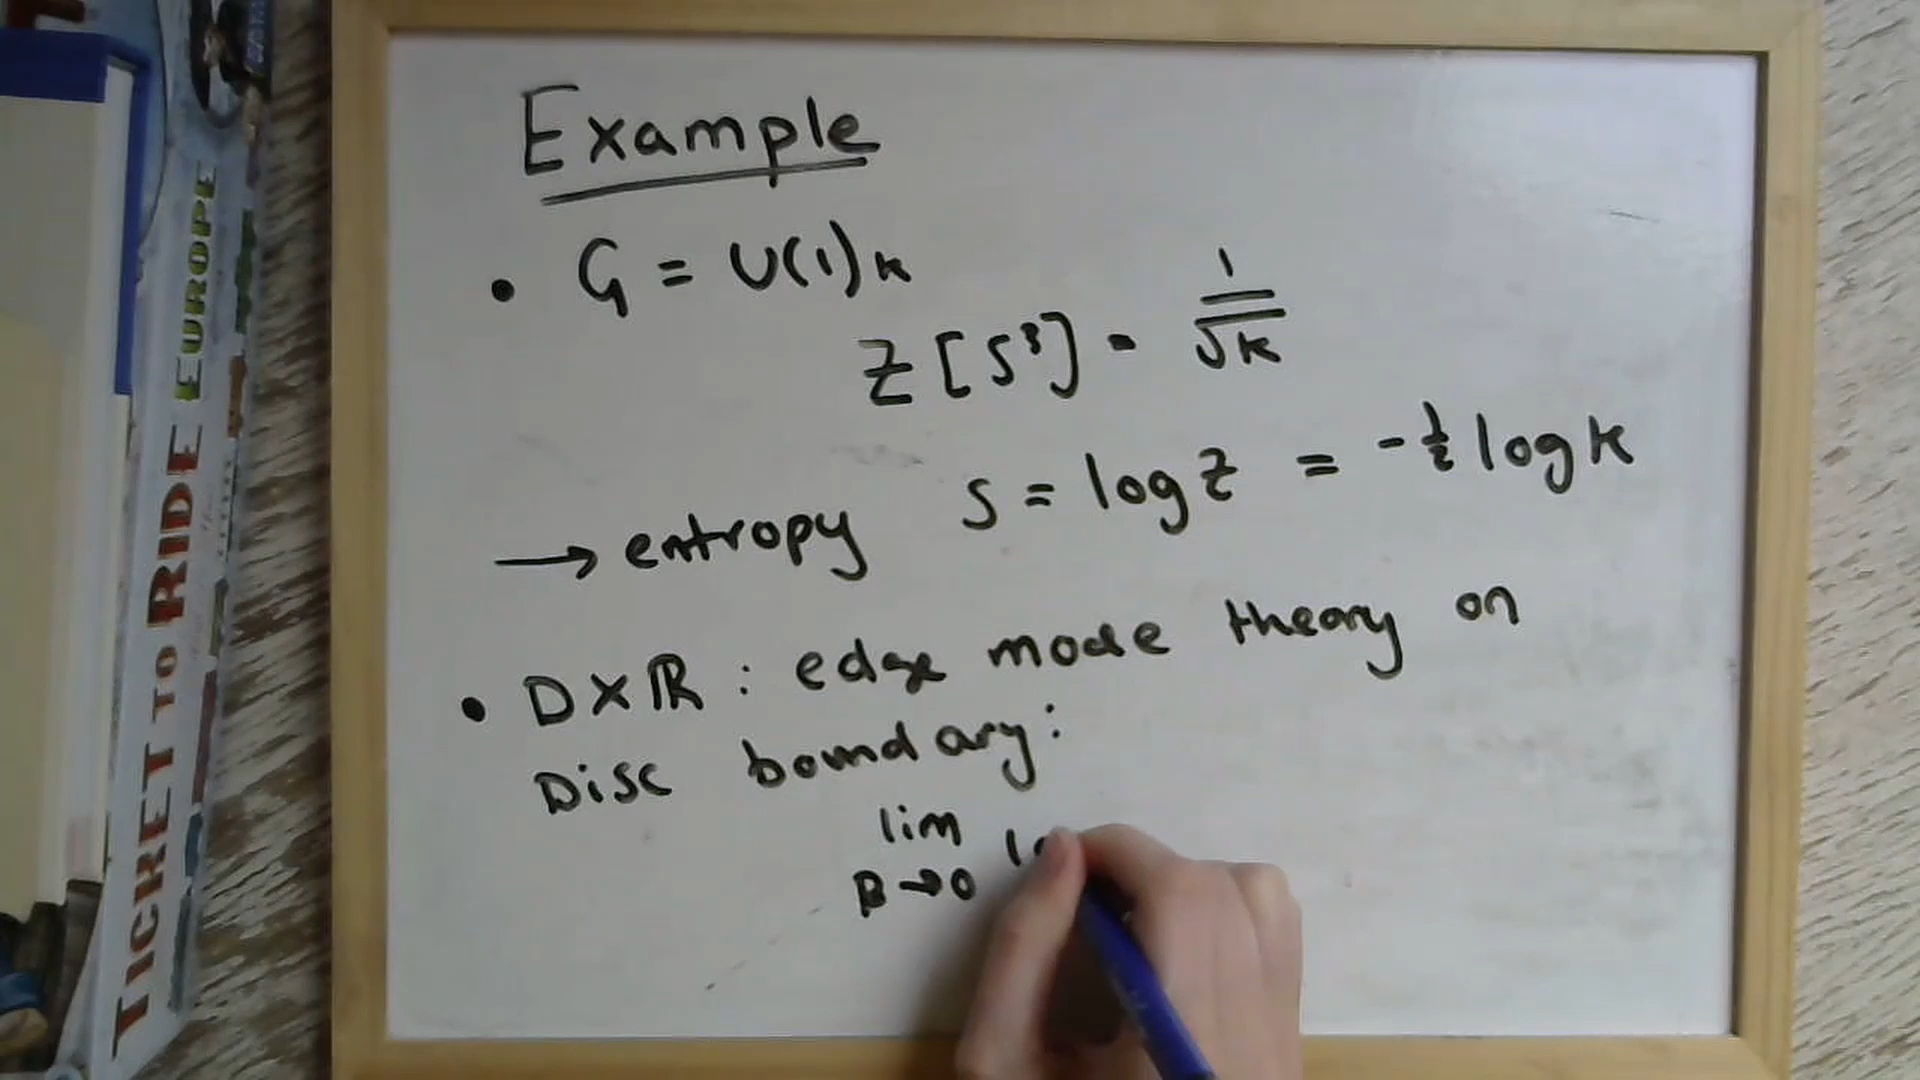 Example
• G = U(1)k
Z[S³] = 1/√k
→ entropy S = log Z = -½ log k
• D×ℝ : edge mode theory on
Disc boundary:
lim
β→0
TICKET TO RIDE EUROPE